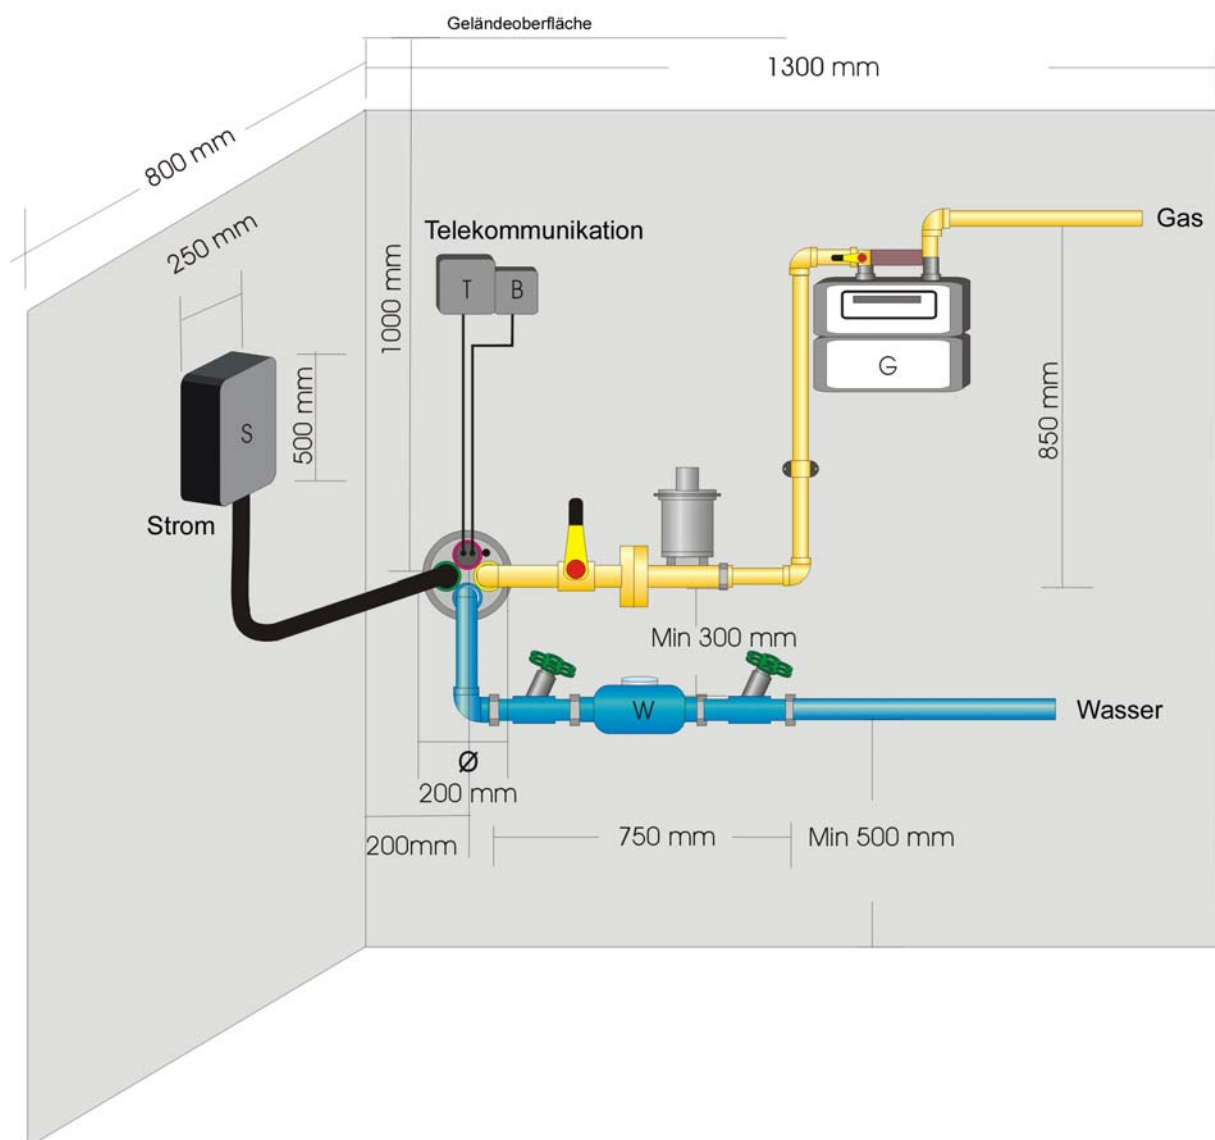 Geländeoberfläche
1300 mm
800 mm
250 mm
Telekommunikation
Gas
1000 mm
T
B
G
S
500 mm
850 mm
Strom
Min 300 mm
W
Wasser
Ø
200 mm
200mm
750 mm
Min 500 mm